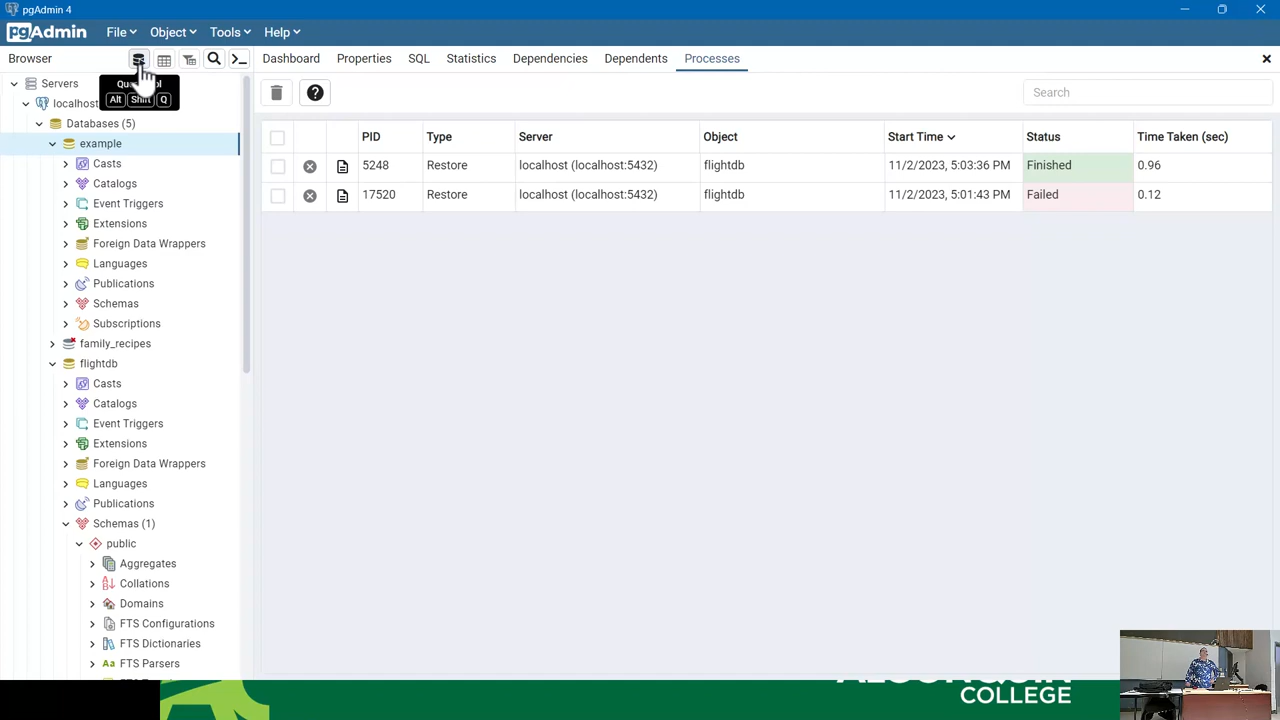 pgAdmin 4
pgAdmin File Object Tools Help
Browser
Dashboard Properties SQL Statistics Dependencies Dependents Processes
Servers
localhost
Alt Shift Q
Databases (5)
example
Casts
Catalogs
Event Triggers
Extensions
Foreign Data Wrappers
Languages
Publications
Schemas
Subscriptions
family_recipes
flightdb
Casts
Catalogs
Event Triggers
Extensions
Foreign Data Wrappers
Languages
Publications
Schemas (1)
public
Aggregates
Collations
Domains
FTS Configurations
FTS Dictionaries
Aa FTS Parsers
Search
PID Type Server Object Start Time Status Time Taken (sec)
5248 Restore localhost (localhost:5432) flightdb 11/2/2023, 5:03:36 PM Finished 0.96
17520 Restore localhost (localhost:5432) flightdb 11/2/2023, 5:01:43 PM Failed 0.12
COLLEGE